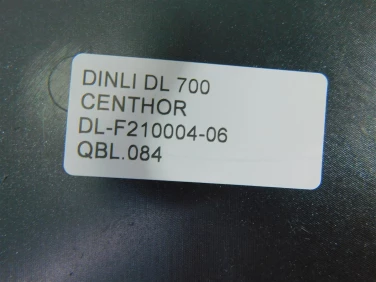 DINLI DL 700
CENTHOR
DL-F210004-06
QBL.084